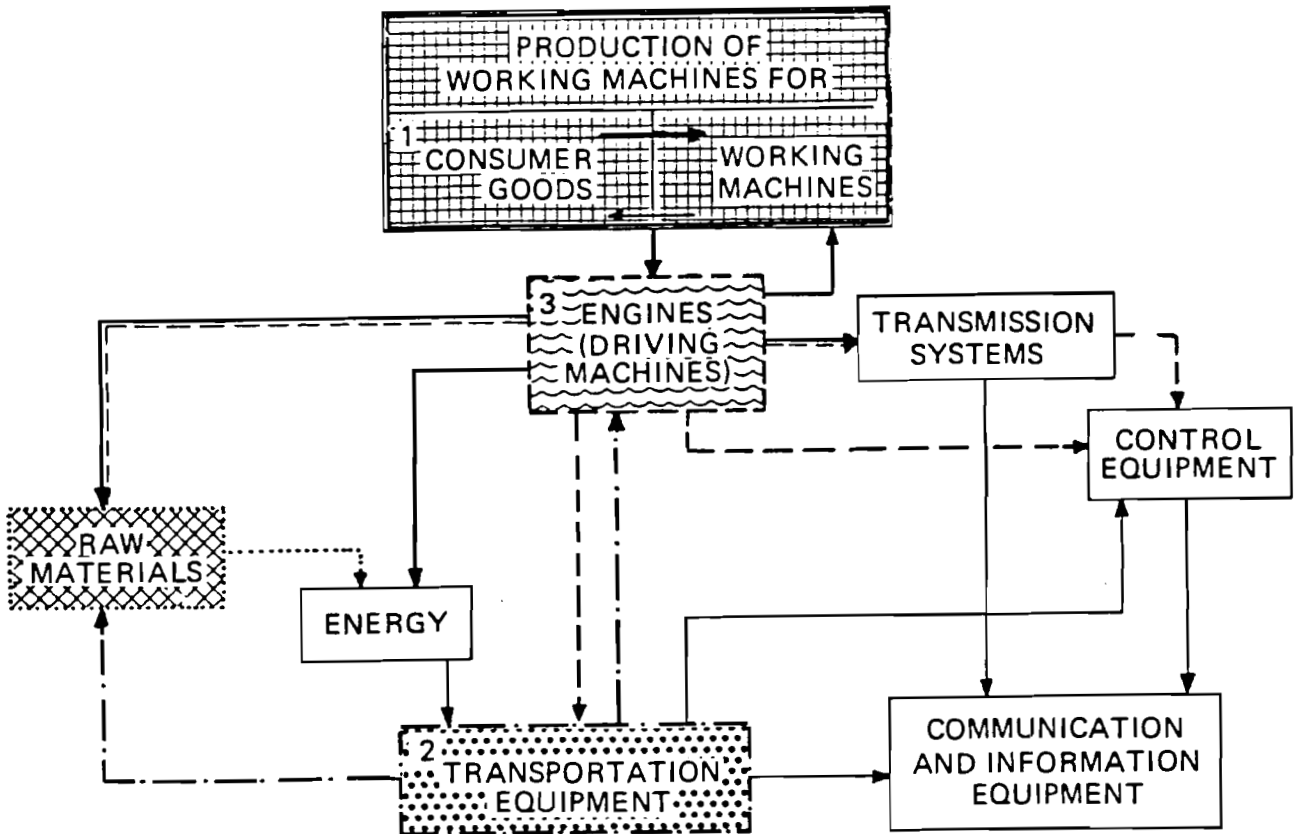 PRODUCTION OF
WORKING MACHINES FOR
1
CONSUMER
GOODS
WORKING
MACHINES
3
ENGINES
(DRIVING
MACHINES)
TRANSMISSION
SYSTEMS
CONTROL
EQUIPMENT
RAW
MATERIALS
ENERGY
2
TRANSPORTATION
EQUIPMENT
COMMUNICATION
AND INFORMATION
EQUIPMENT